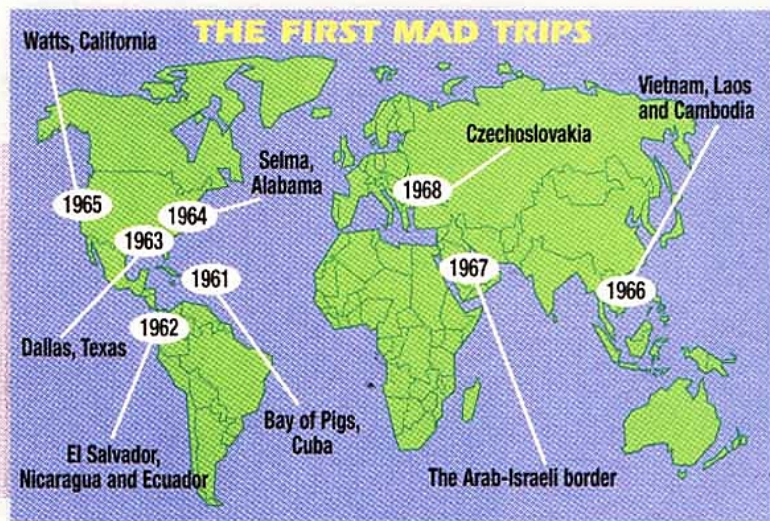 THE FIRST MAD TRIPS
Watts, California
Vietnam, Laos
and Cambodia
Czechoslovakia
Selma,
Alabama
1968
1965
1964
1963
1967
1961
1966
1962
Dallas, Texas
Bay of Pigs,
Cuba
El Salvador,
Nicaragua and Ecuador
The Arab-Israeli border